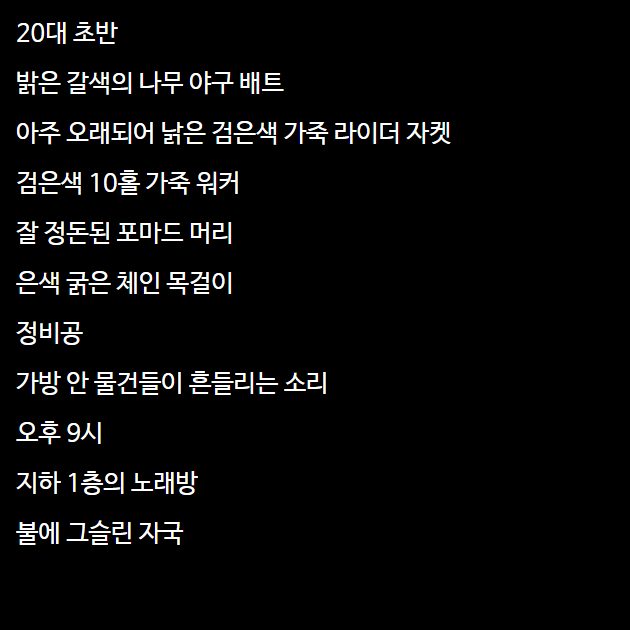 20대 초반
밝은 갈색의 나무 야구 배트
아주 오래되어 낡은 검은색 가죽 라이더 자켓
검은색 10홀 가죽 워커
잘 정돈된 포마드 머리
은색 굵은 체인 목걸이
정비공
가방 안 물건들이 흔들리는 소리
오후 9시
지하 1층의 노래방
불에 그슬린 자국